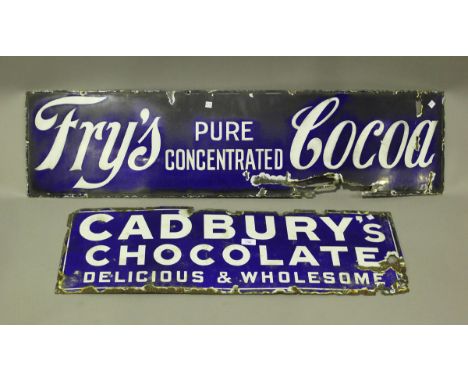 Fry's PURE CONCENTRATED Cocoa
CADBURY's
CHOCOLATE
DELICIOUS & WHOLESOME